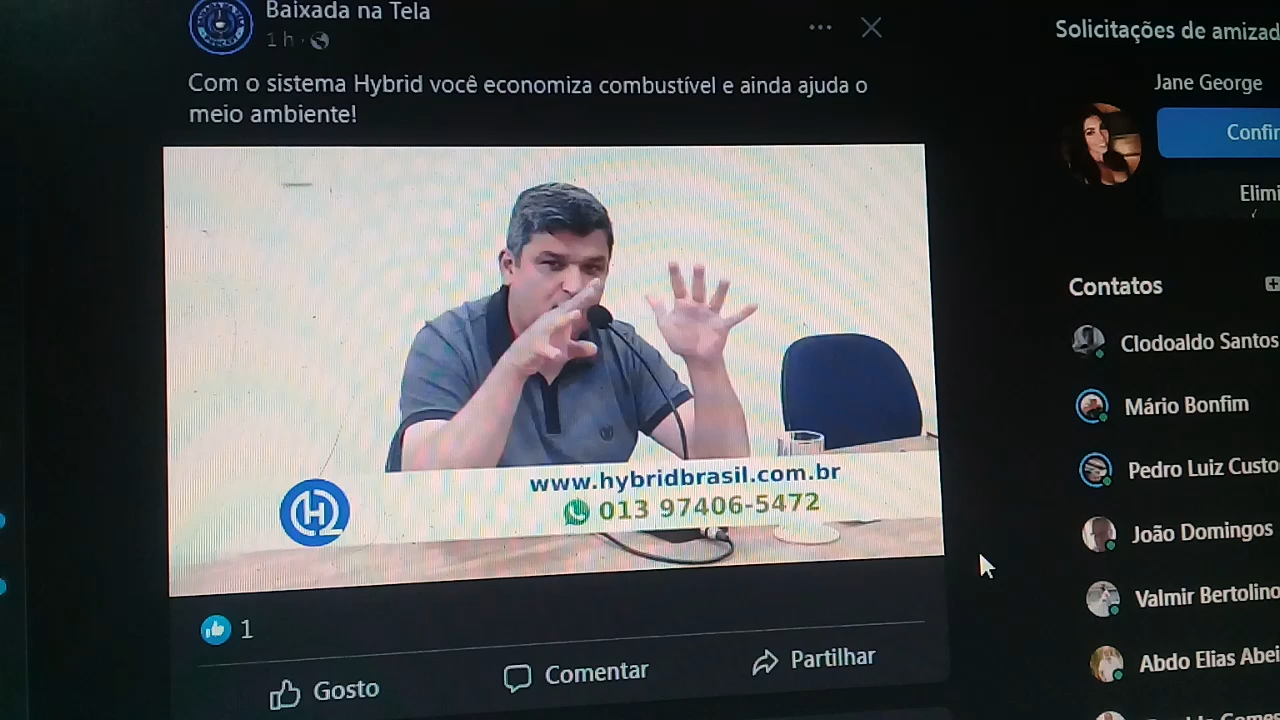 Baixada na Tela
1 h
Com o sistema Hybrid você economiza combustível e ainda ajuda o
meio ambiente!
www.hybridbrasil.com.br
013 97406-5472
H2
1
Gosto
Comentar
Partilhar
Solicitações de amizad
Jane George
Confir
Elimi
Contatos
Clodoaldo Santos
Mário Bonfim
Pedro Luiz Custo
João Domingos
Valmir Bertolino
Abdo Elias Abei